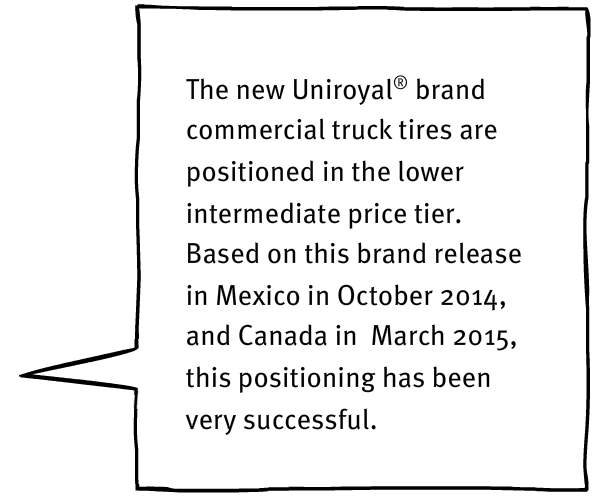 The new Uniroyal® brand
commercial truck tires are
positioned in the lower
intermediate price tier.
Based on this brand release
in Mexico in October 2014,
and Canada in  March 2015,
this positioning has been
very successful.